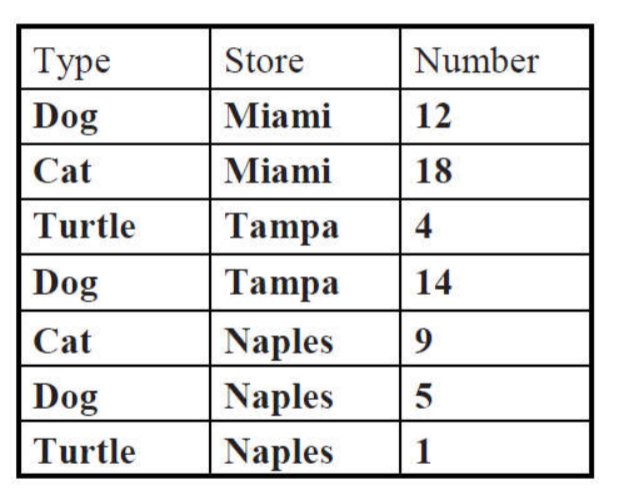 Type Store Number
Dog Miami 12
Cat Miami 18
Turtle Tampa 4
Dog Tampa 14
Cat Naples 9
Dog Naples 5
Turtle Naples 1